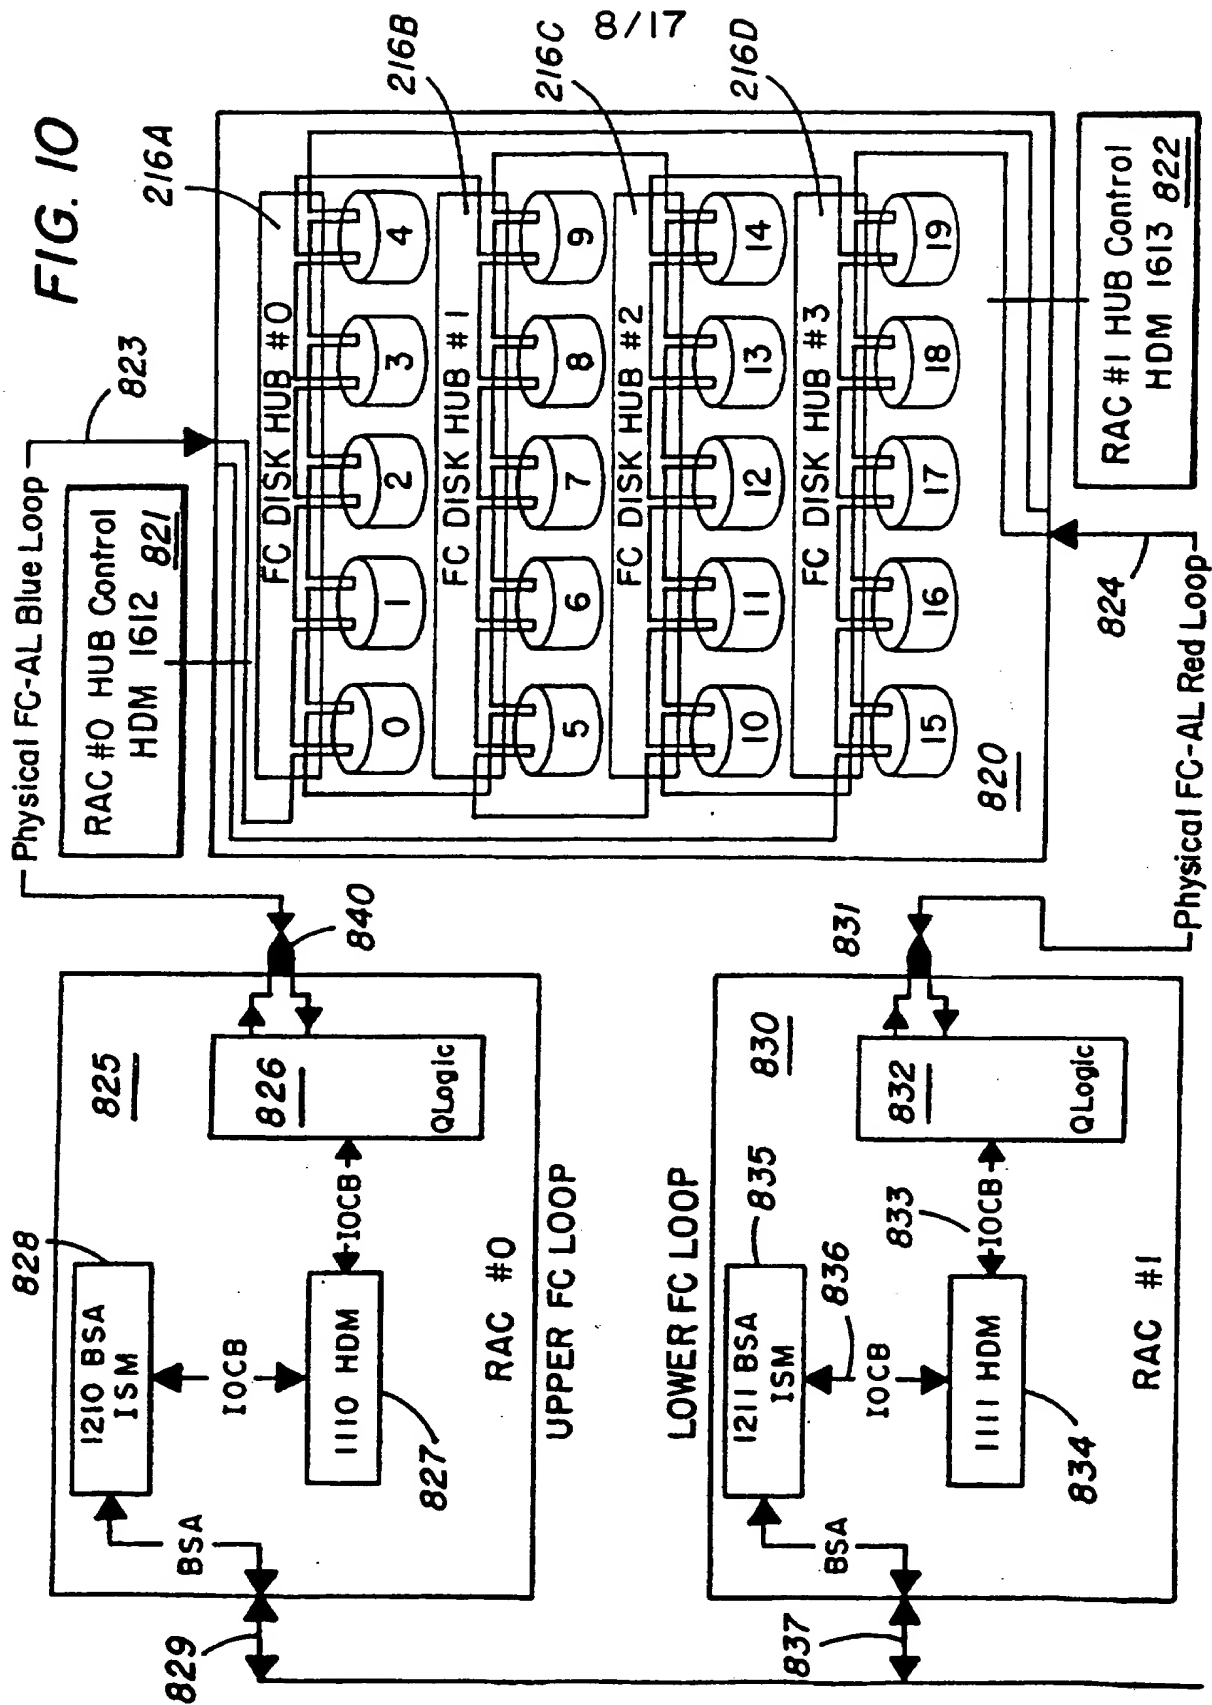 8/17
FIG. 10
Physical FC-AL Blue Loop
823
RAC #0 HUB Control
HDM 1612 821
216A
216B
216C
216D
FC DISK HUB #0
0 1 2 3 4
FC DISK HUB #1
5 6 7 8 9
FC DISK HUB #2
10 11 12 13 14
FC DISK HUB #3
15 16 17 18 19
820
RAC #1 HUB Control
HDM 1613 822
824
Physical FC-AL Red Loop
828
825
840
1210 BSA
ISM
826
QLogic
IOCB
IOCB
1110 HDM
827
BSA
829
RAC #0
UPPER FC LOOP
LOWER FC LOOP
835
830
831
1211 BSA
ISM
836
833
832
QLogic
IOCB
IOCB
1111 HDM
834
BSA
837
RAC #1